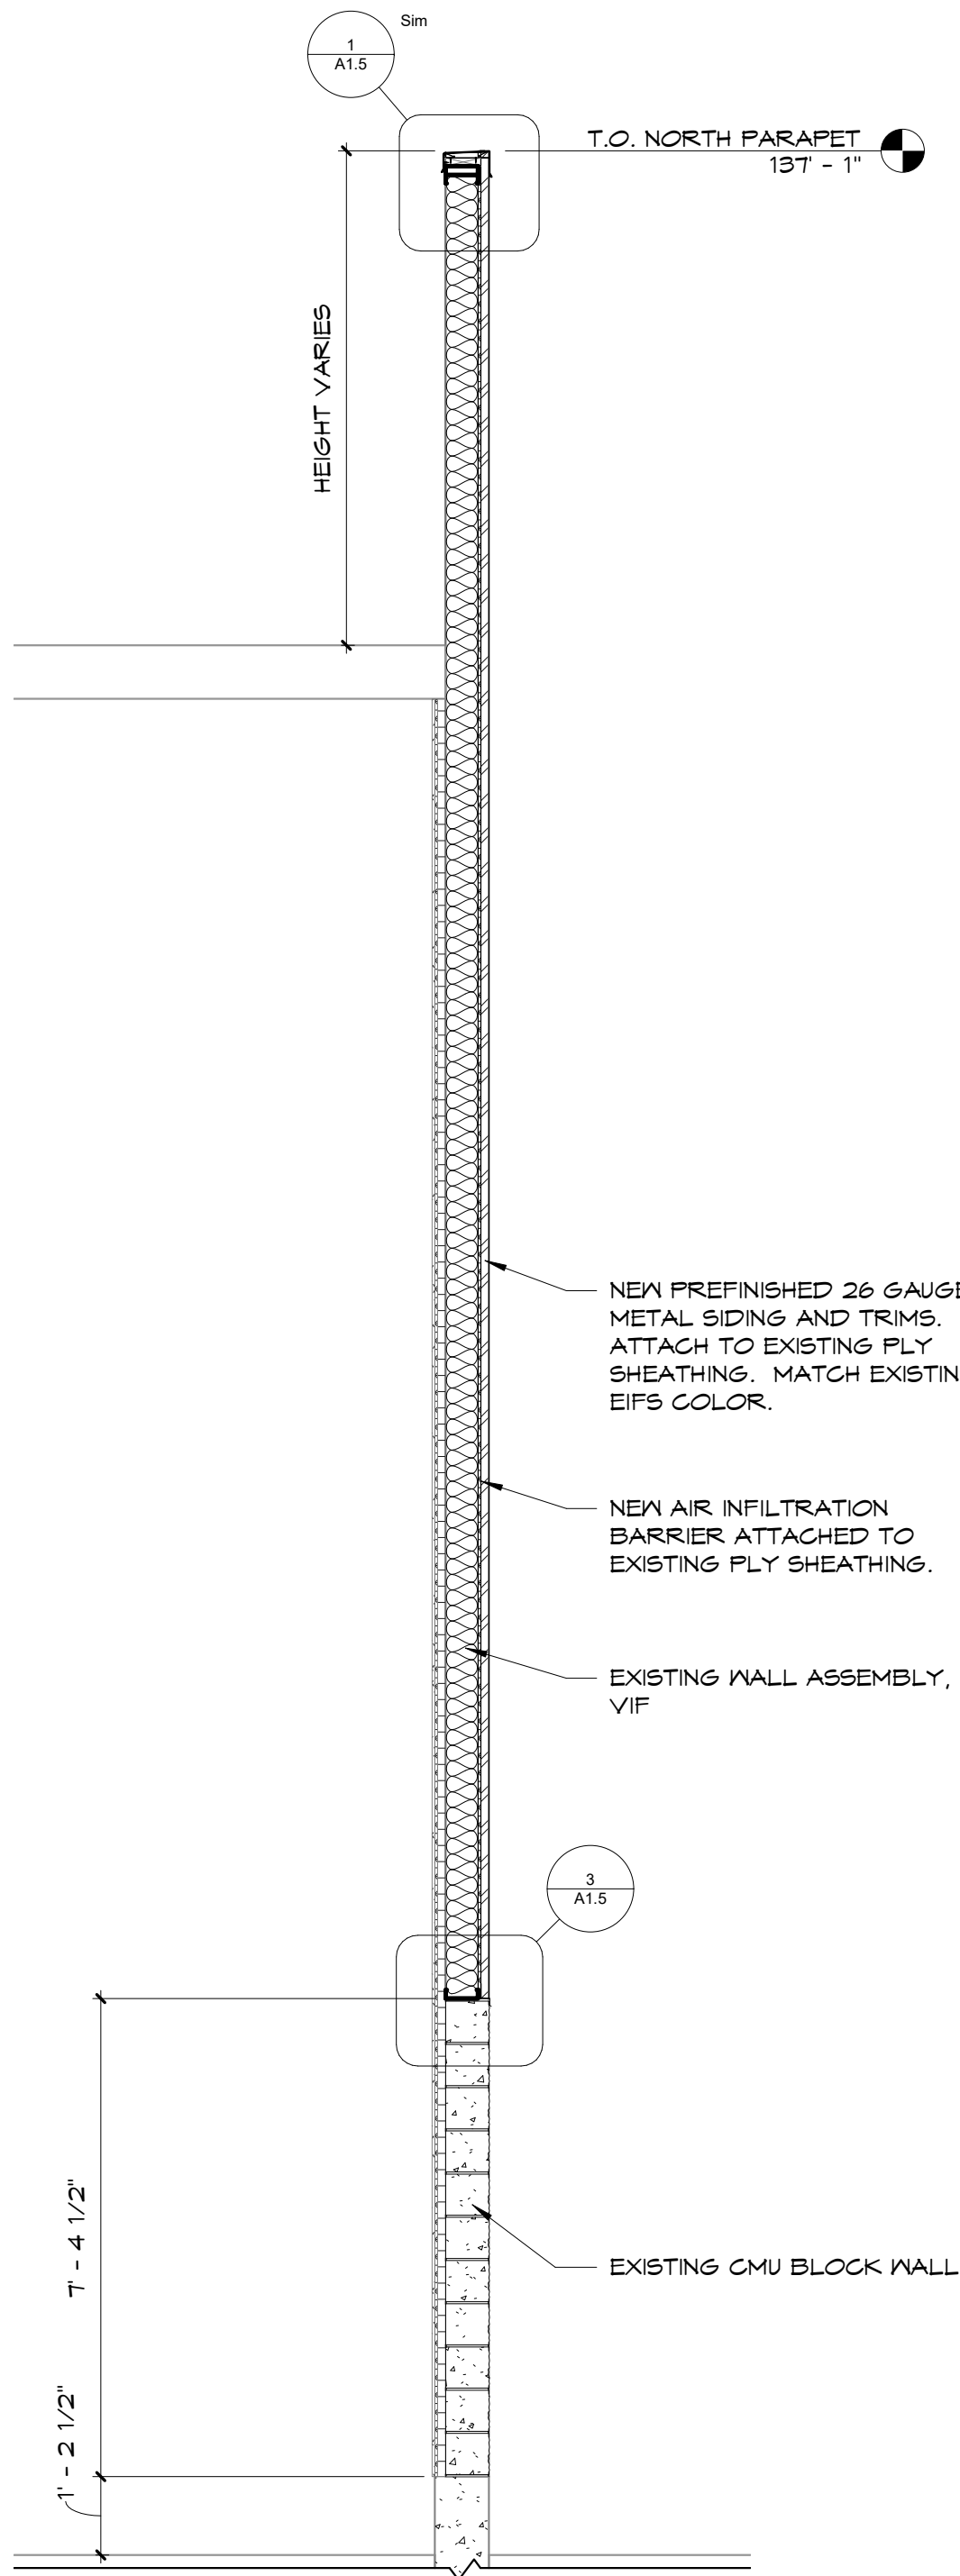 Sim
1
A1.5
T.O. NORTH PARAPET
137' - 1"
HEIGHT VARIES
NEW PREFINISHED 26 GAUGE
METAL SIDING AND TRIMS.
ATTACH TO EXISTING PLY
SHEATHING. MATCH EXISTIN
EIFS COLOR.
NEW AIR INFILTRATION
BARRIER ATTACHED TO
EXISTING PLY SHEATHING.
EXISTING WALL ASSEMBLY,
VIF
3
A1.5
7' - 4 1/2"
EXISTING CMU BLOCK WALL
1' - 2 1/2"